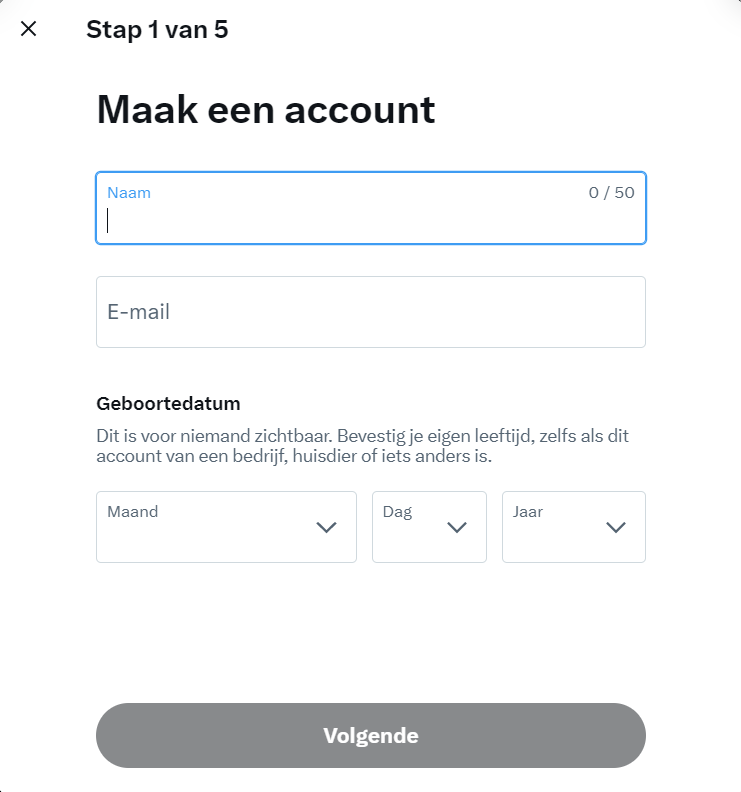 Stap 1 van 5
Maak een account
Naam 0 / 50
E-mail
Geboortedatum
Dit is voor niemand zichtbaar. Bevestig je eigen leeftijd, zelfs als dit
account van een bedrijf, huisdier of iets anders is.
Maand Dag Jaar
Volgende